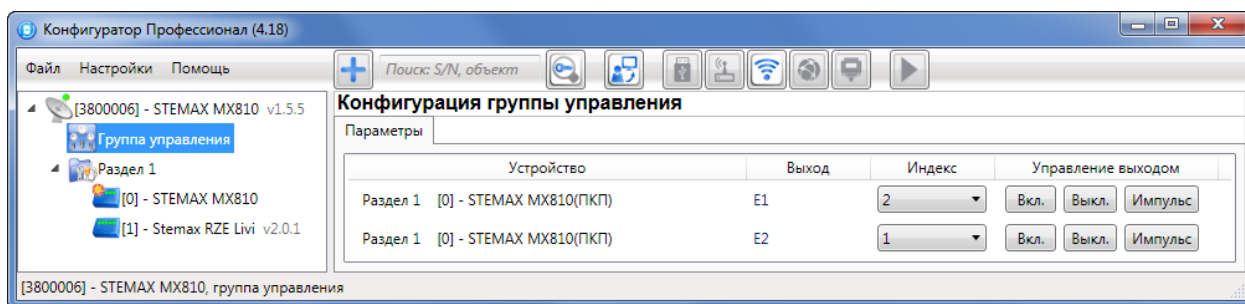 Конфигуратор Профессионал (4.18)
Файл Настройки Помощь
Поиск: S/N, объект
[3800006] - STEMAX MX810 v1.5.5
Группа управления
Раздел 1
[0] - STEMAX MX810
[1] - Stemax RZE Livi v2.0.1
Конфигурация группы управления
Параметры
Устройство Выход Индекс Управление выходом
Раздел 1 [0] - STEMAX MX810(ПКП) E1 2 Вкл. Выкл. Импульс
Раздел 1 [0] - STEMAX MX810(ПКП) E2 1 Вкл. Выкл. Импульс
[3800006] - STEMAX MX810, группа управления